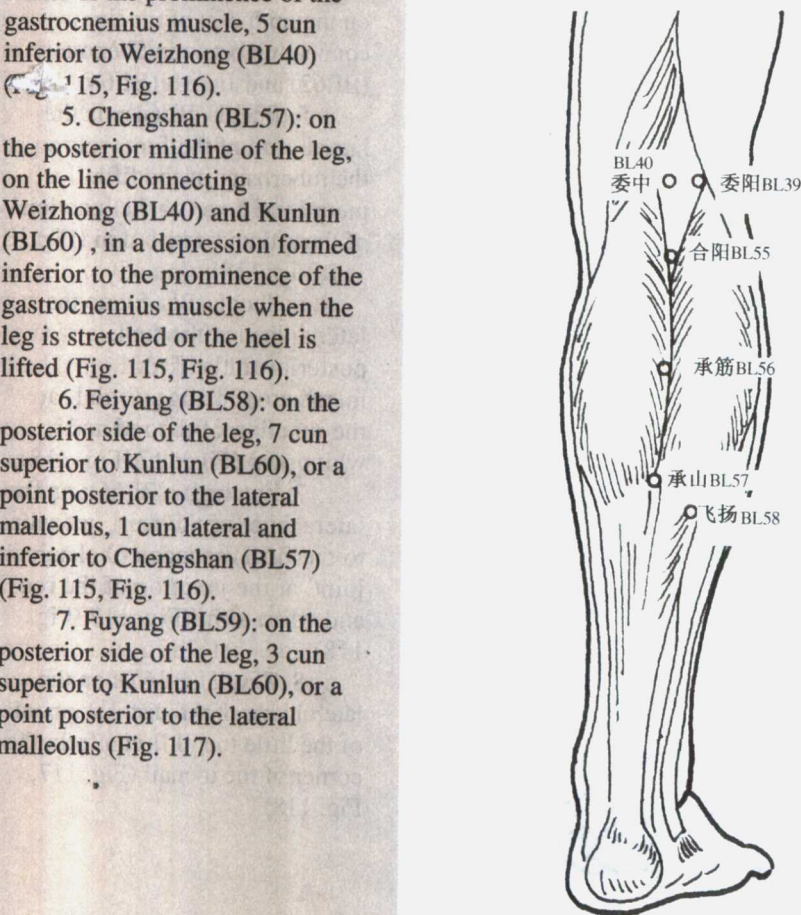 gastrocnemius muscle, 5 cun
inferior to Weizhong (BL40)
115, Fig. 116).
5. Chengshan (BL57): on
the posterior midline of the leg,
on the line connecting
Weizhong (BL40) and Kunlun
(BL60) , in a depression formed
inferior to the prominence of the
gastrocnemius muscle when the
leg is stretched or the heel is
lifted (Fig. 115, Fig. 116).
6. Feiyang (BL58): on the
posterior side of the leg, 7 cun
superior to Kunlun (BL60), or a
point posterior to the lateral
malleolus, 1 cun lateral and
inferior to Chengshan (BL57)
(Fig. 115, Fig. 116).
7. Fuyang (BL59): on the
posterior side of the leg, 3 cun
superior to Kunlun (BL60), or a
point posterior to the lateral
malleolus (Fig. 117).
BL40
委中
委阳BL39
合阳BL55
承筋BL56
承山BL57
飞扬BL58